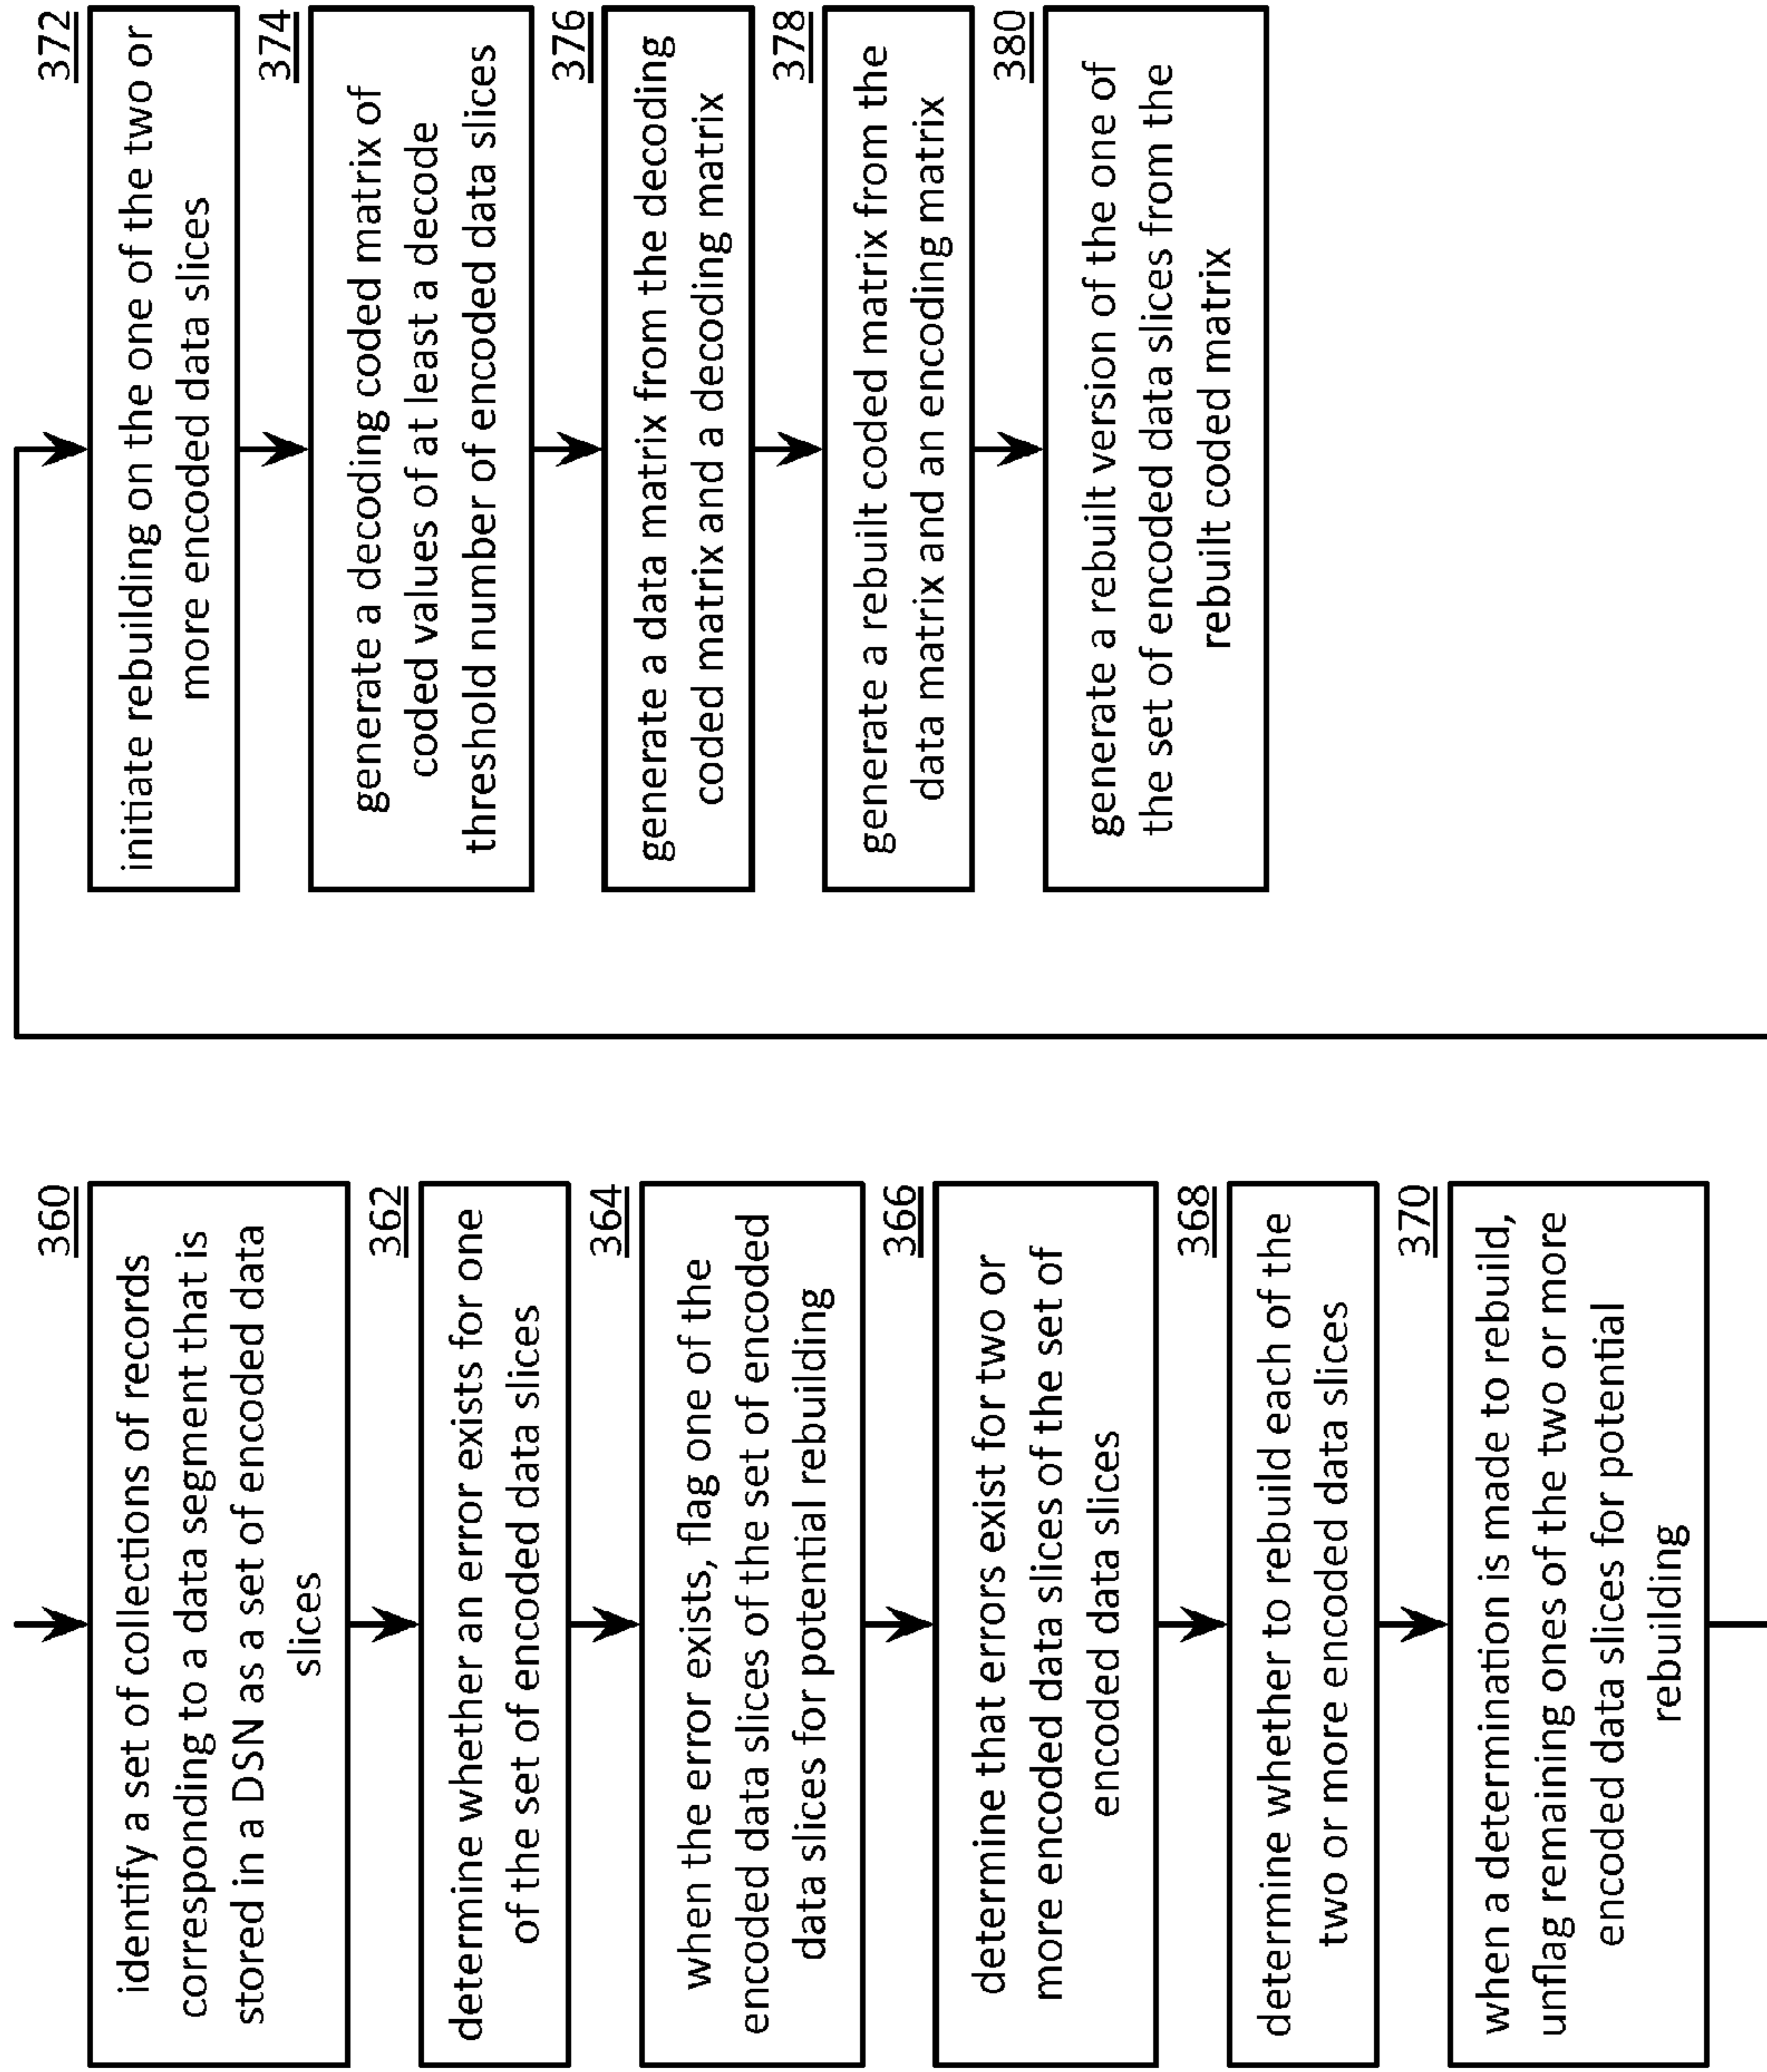 360
identify a set of collections of records
corresponding to a data segment that is
stored in a DSN as a set of encoded data
slices
362
determine whether an error exists for one
of the set of encoded data slices
364
when the error exists, flag one of the
encoded data slices of the set of encoded
data slices for potential rebuilding
366
determine that errors exist for two or
more encoded data slices of the set of
encoded data slices
368
determine whether to rebuild each of the
two or more encoded data slices
370
when a determination is made to rebuild,
unflag remaining ones of the two or more
encoded data slices for potential
rebuilding
372
initiate rebuilding on the one of the two or
more encoded data slices
374
generate a decoding coded matrix of
coded values of at least a decode
threshold number of encoded data slices
376
generate a data matrix from the decoding
coded matrix and a decoding matrix
378
generate a rebuilt coded matrix from the
data matrix and an encoding matrix
380
generate a rebuilt version of the one of
the set of encoded data slices from the
rebuilt coded matrix